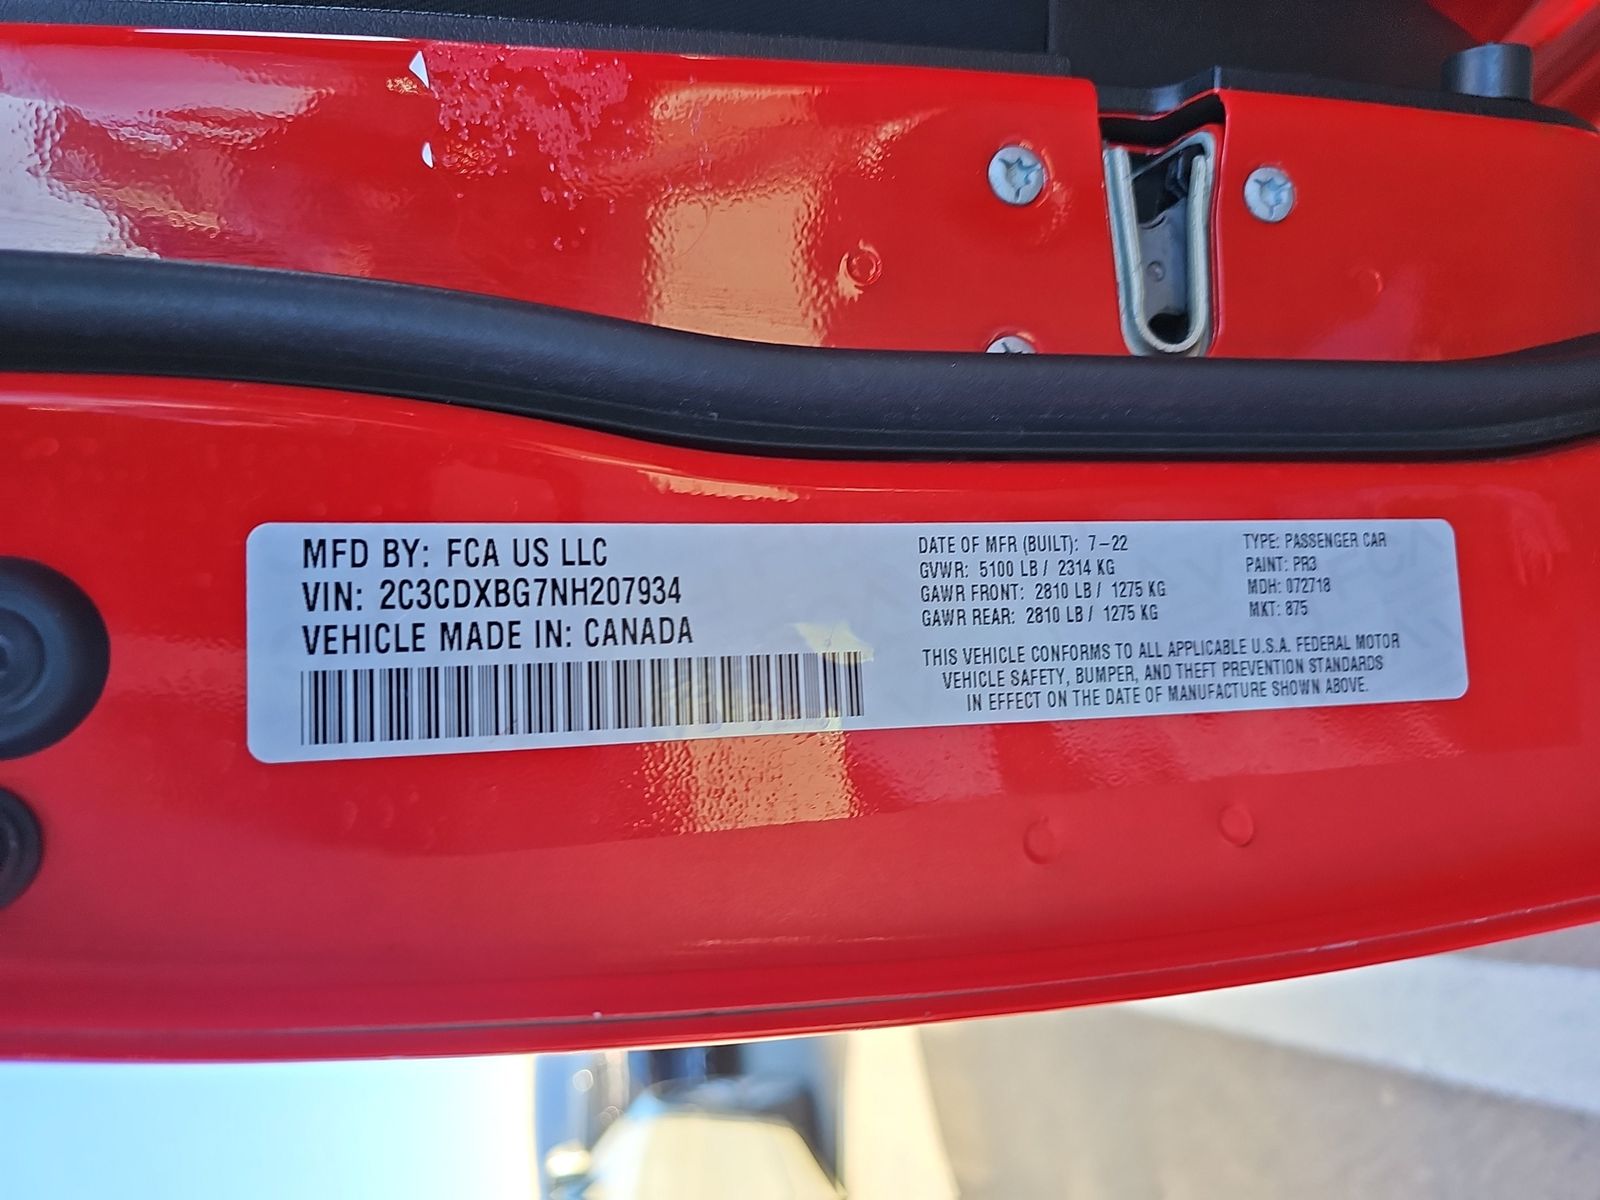 MFD BY: FCA US LLC
VIN: 2C3CDXBG7NH207934
VEHICLE MADE IN: CANADA
DATE OF MFR (BUILT): 7-22
GVWR: 5100 LB / 2314 KG
GAWR FRONT: 2810 LB / 1275 KG
GAWR REAR: 2810 LB / 1275 KG
TYPE: PASSENGER CAR
PAINT: PR3
MDH: 072718
MKT: 875
THIS VEHICLE CONFORMS TO ALL APPLICABLE U.S.A. FEDERAL MOTOR
VEHICLE SAFETY, BUMPER, AND THEFT PREVENTION STANDARDS
IN EFFECT ON THE DATE OF MANUFACTURE SHOWN ABOVE.